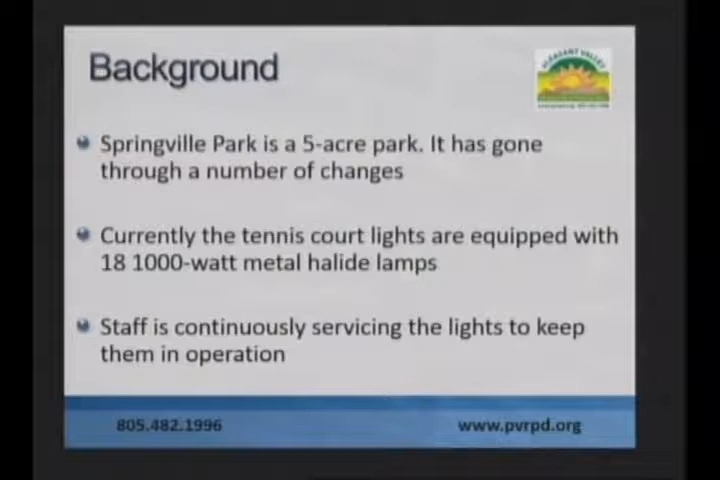 Background
PLEASANT VALLEY
Springville Park is a 5-acre park. It has gone
through a number of changes
Currently the tennis court lights are equipped with
18 1000-watt metal halide lamps
Staff is continuously servicing the lights to keep
them in operation
805.482.1996
www.pvrpd.org